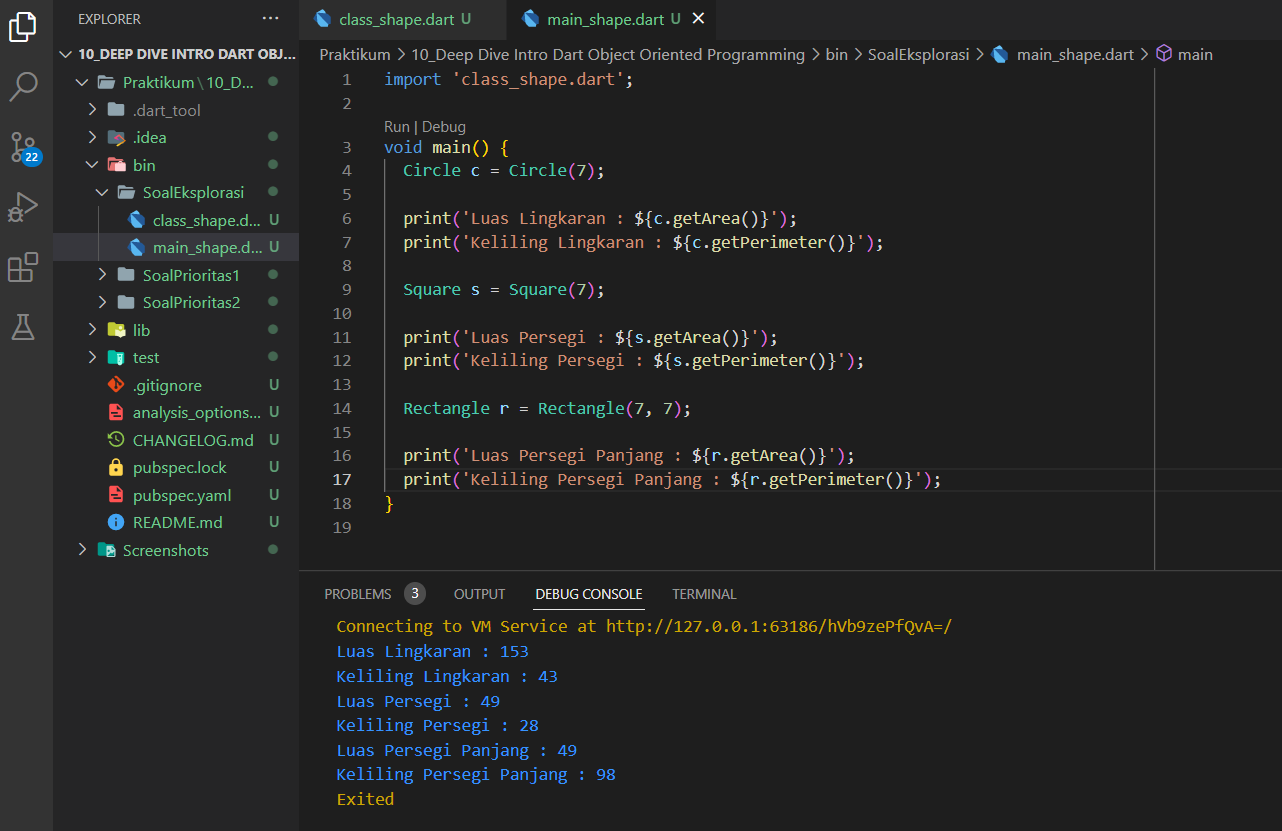 EXPLORER ...
10_DEEP DIVE INTRO DART OBJ...
Praktikum \ 10_D...
.dart_tool
.idea
bin
SoalEksplorasi
class_shape.d... U
main_shape.d... U
SoalPrioritas1
SoalPrioritas2
lib
test
.gitignore U
analysis_options... U
CHANGELOG.md U
pubspec.lock U
pubspec.yaml U
README.md U
Screenshots
22
class_shape.dart U
main_shape.dart U
Praktikum > 10_Deep Dive Intro Dart Object Oriented Programming > bin > SoalEksplorasi > main_shape.dart > main
1 import 'class_shape.dart';
2
Run | Debug
3 void main() {
4 Circle c = Circle(7);
5
6 print('Luas Lingkaran : ${c.getArea()}');
7 print('Keliling Lingkaran : ${c.getPerimeter()}');
8
9 Square s = Square(7);
10
11 print('Luas Persegi : ${s.getArea()}');
12 print('Keliling Persegi : ${s.getPerimeter()}');
13
14 Rectangle r = Rectangle(7, 7);
15
16 print('Luas Persegi Panjang : ${r.getArea()}');
17 print('Keliling Persegi Panjang : ${r.getPerimeter()}');
18 }
19
PROBLEMS 3 OUTPUT DEBUG CONSOLE TERMINAL
Connecting to VM Service at http://127.0.0.1:63186/hVb9zePfQvA=/
Luas Lingkaran : 153
Keliling Lingkaran : 43
Luas Persegi : 49
Keliling Persegi : 28
Luas Persegi Panjang : 49
Keliling Persegi Panjang : 98
Exited